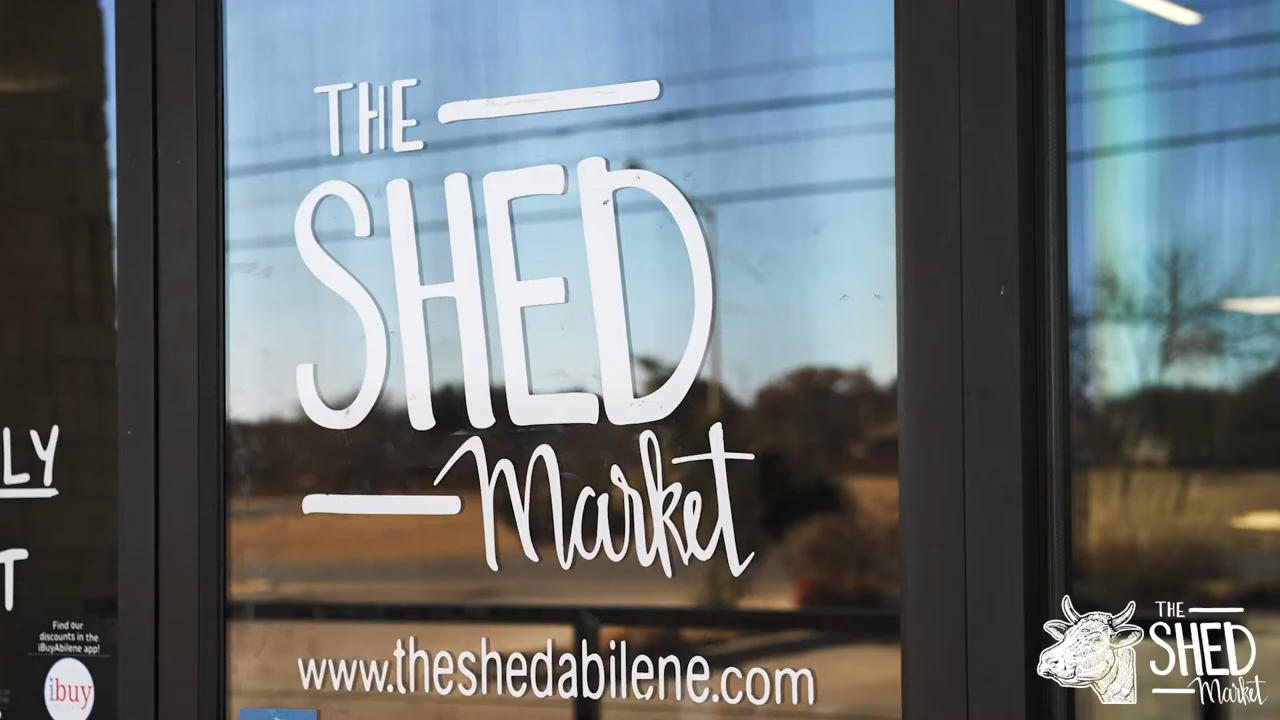 THE
SHED
Market
www.theshedabilene.com
LY
T
Find our
discounts in the
iBuyAbilene app!
ibuy
THE
SHED
Market